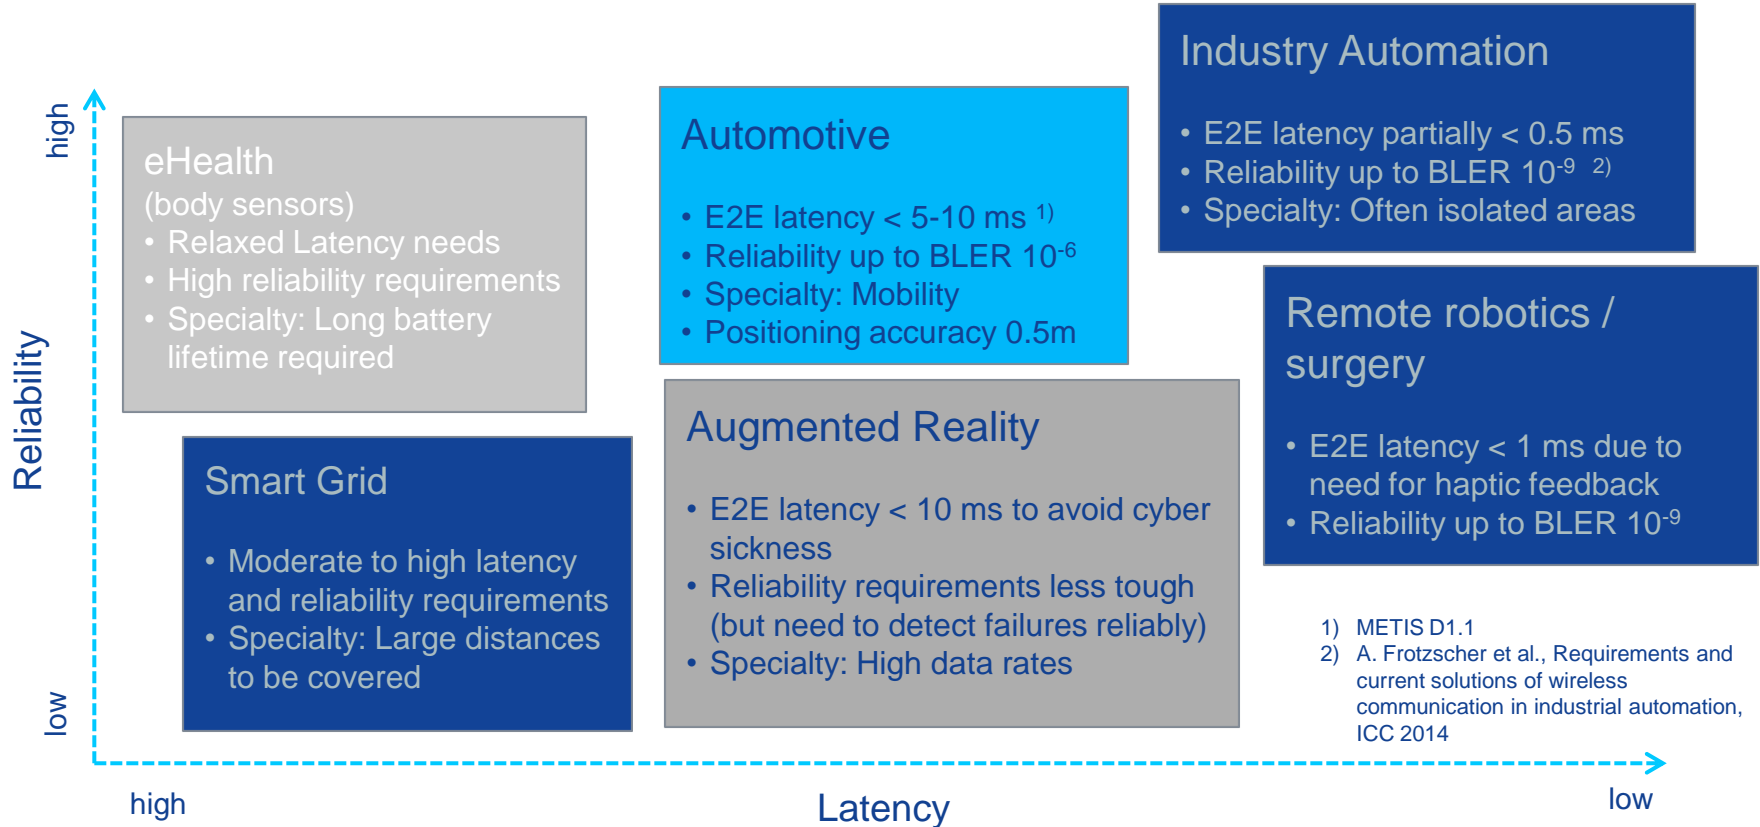 Industry Automation
• E2E latency partially < 0.5 ms
• Reliability up to BLER 10⁻⁹ ²⁾
• Specialty: Often isolated areas
high
eHealth
(body sensors)
• Relaxed Latency needs
• High reliability requirements
• Specialty: Long battery
lifetime required
Automotive
• E2E latency < 5-10 ms ¹⁾
• Reliability up to BLER 10⁻⁶
• Specialty: Mobility
• Positioning accuracy 0.5m
Remote robotics /
surgery
• E2E latency < 1 ms due to
need for haptic feedback
• Reliability up to BLER 10⁻⁹
Reliability
Smart Grid
• Moderate to high latency
and reliability requirements
• Specialty: Large distances
to be covered
Augmented Reality
• E2E latency < 10 ms to avoid cyber
sickness
• Reliability requirements less tough
(but need to detect failures reliably)
• Specialty: High data rates
1) METIS D1.1
2) A. Frotzscher et al., Requirements and
current solutions of wireless
communication in industrial automation,
ICC 2014
low
high
Latency
low